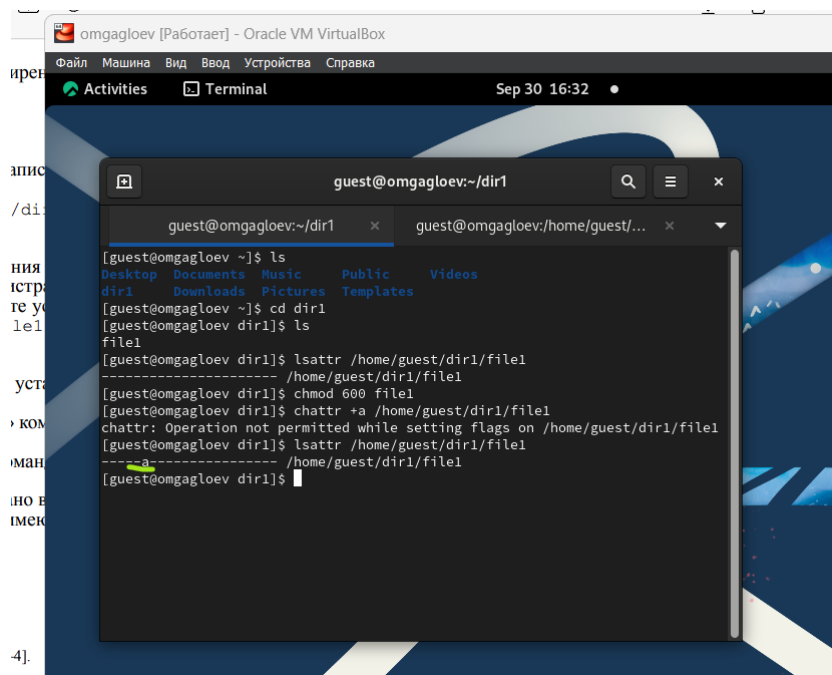 omgagloev [Работает] - Oracle VM VirtualBox
Файл Машина Вид Ввод Устройства Справка
Activities Terminal Sep 30 16:32
guest@omgagloev:~/dir1
guest@omgagloev:~/dir1 × guest@omgagloev:/home/guest/... ×
[guest@omgagloev ~]$ ls
Desktop Documents Music Public Videos
dir1 Downloads Pictures Templates
[guest@omgagloev ~]$ cd dir1
[guest@omgagloev dir1]$ ls
file1
[guest@omgagloev dir1]$ lsattr /home/guest/dir1/file1
---------------------- /home/guest/dir1/file1
[guest@omgagloev dir1]$ chmod 600 file1
[guest@omgagloev dir1]$ chattr +a /home/guest/dir1/file1
chattr: Operation not permitted while setting flags on /home/guest/dir1/file1
[guest@omgagloev dir1]$ lsattr /home/guest/dir1/file1
-----a---------------- /home/guest/dir1/file1
[guest@omgagloev dir1]$
-4].